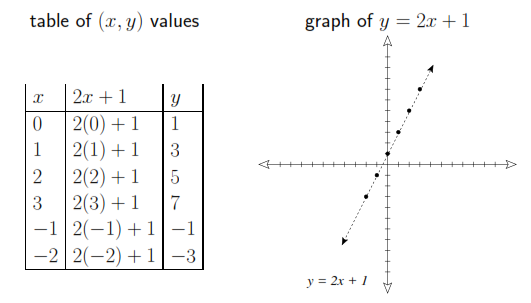 table of (x, y) values
graph of y = 2x + 1
x 2x + 1 y
0 2(0) + 1 1
1 2(1) + 1 3
2 2(2) + 1 5
3 2(3) + 1 7
−1 2(−1) + 1 −1
−2 2(−2) + 1 −3
y = 2x + 1